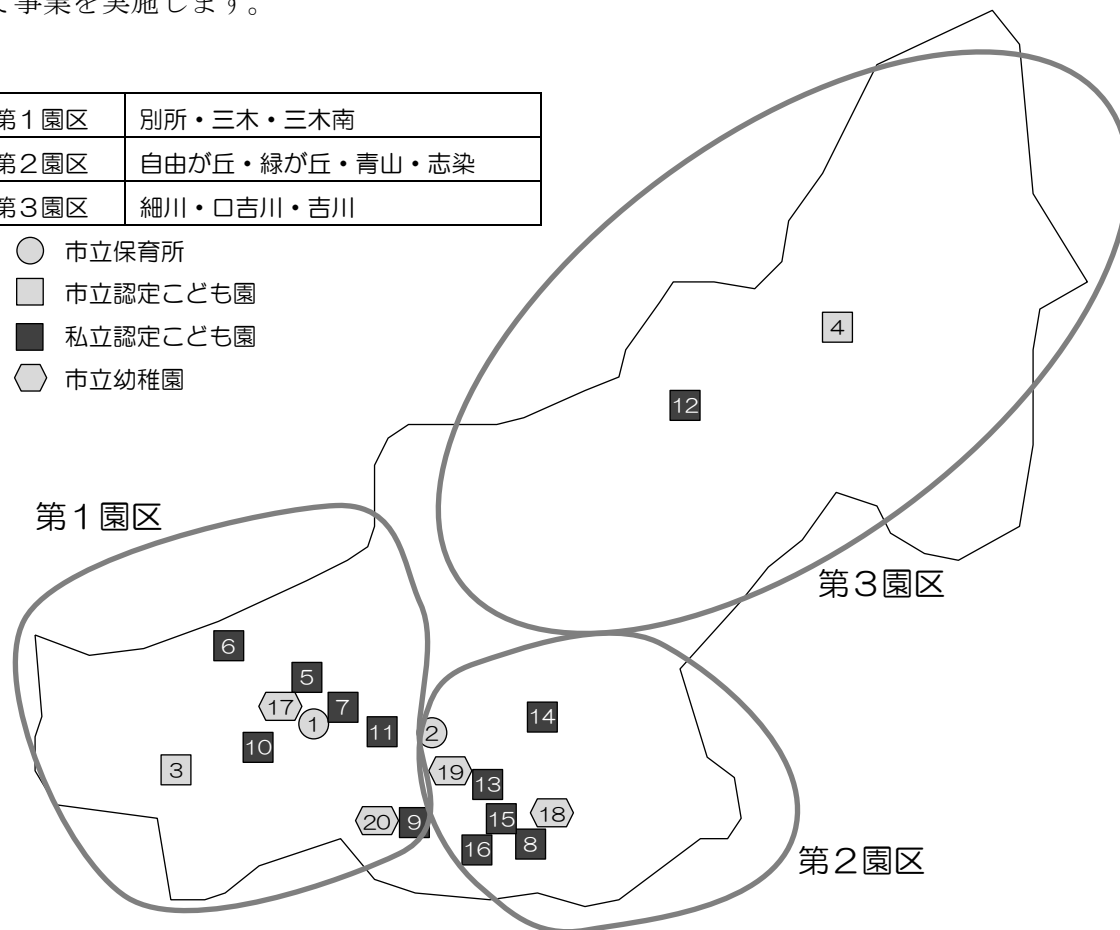 て事業を実施します。
第1園区 別所・三木・三木南
第2園区 自由が丘・緑が丘・青山・志染
第3園区 細川・口吉川・吉川
市立保育所
市立認定こども園
私立認定こども園
市立幼稚園
4
12
第1園区
第3園区
6
5
17
7
1
14
11
2
10
3
19
13
18
20
9
15
8
16
第2園区